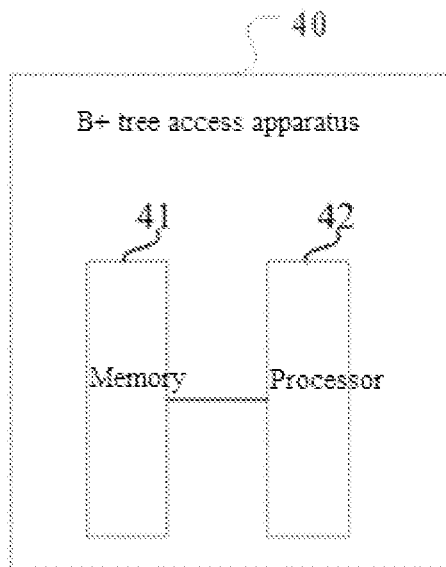 40
B+ tree access apparatus
41
42
Memory
Processor